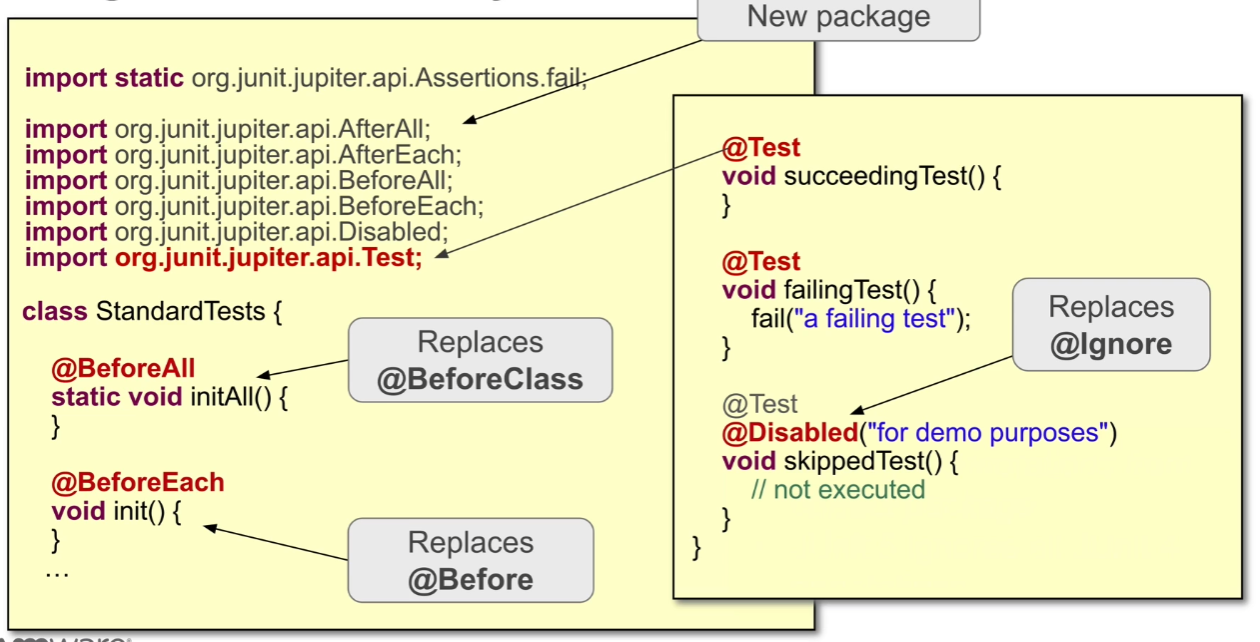 New package
import static org.junit.jupiter.api.Assertions.fail;
import org.junit.jupiter.api.AfterAll;
import org.junit.jupiter.api.AfterEach;
import org.junit.jupiter.api.BeforeAll;
import org.junit.jupiter.api.BeforeEach;
import org.junit.jupiter.api.Disabled;
import org.junit.jupiter.api.Test;
class StandardTests {
@BeforeAll
static void initAll() {
}
Replaces
@BeforeClass
@BeforeEach
void init() {
}
…
Replaces
@Before
@Test
void succeedingTest() {
}
@Test
void failingTest() {
fail("a failing test");
}
@Test
@Disabled("for demo purposes")
void skippedTest() {
// not executed
}
}
Replaces
@Ignore